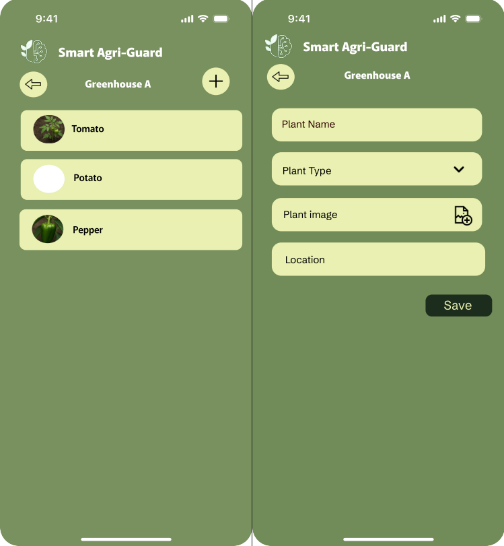 9:41
Smart Agri-Guard
Greenhouse A
Tomato
Potato
Pepper
9:41
Smart Agri-Guard
Greenhouse A
Plant Name
Plant Type
Plant image
Location
Save